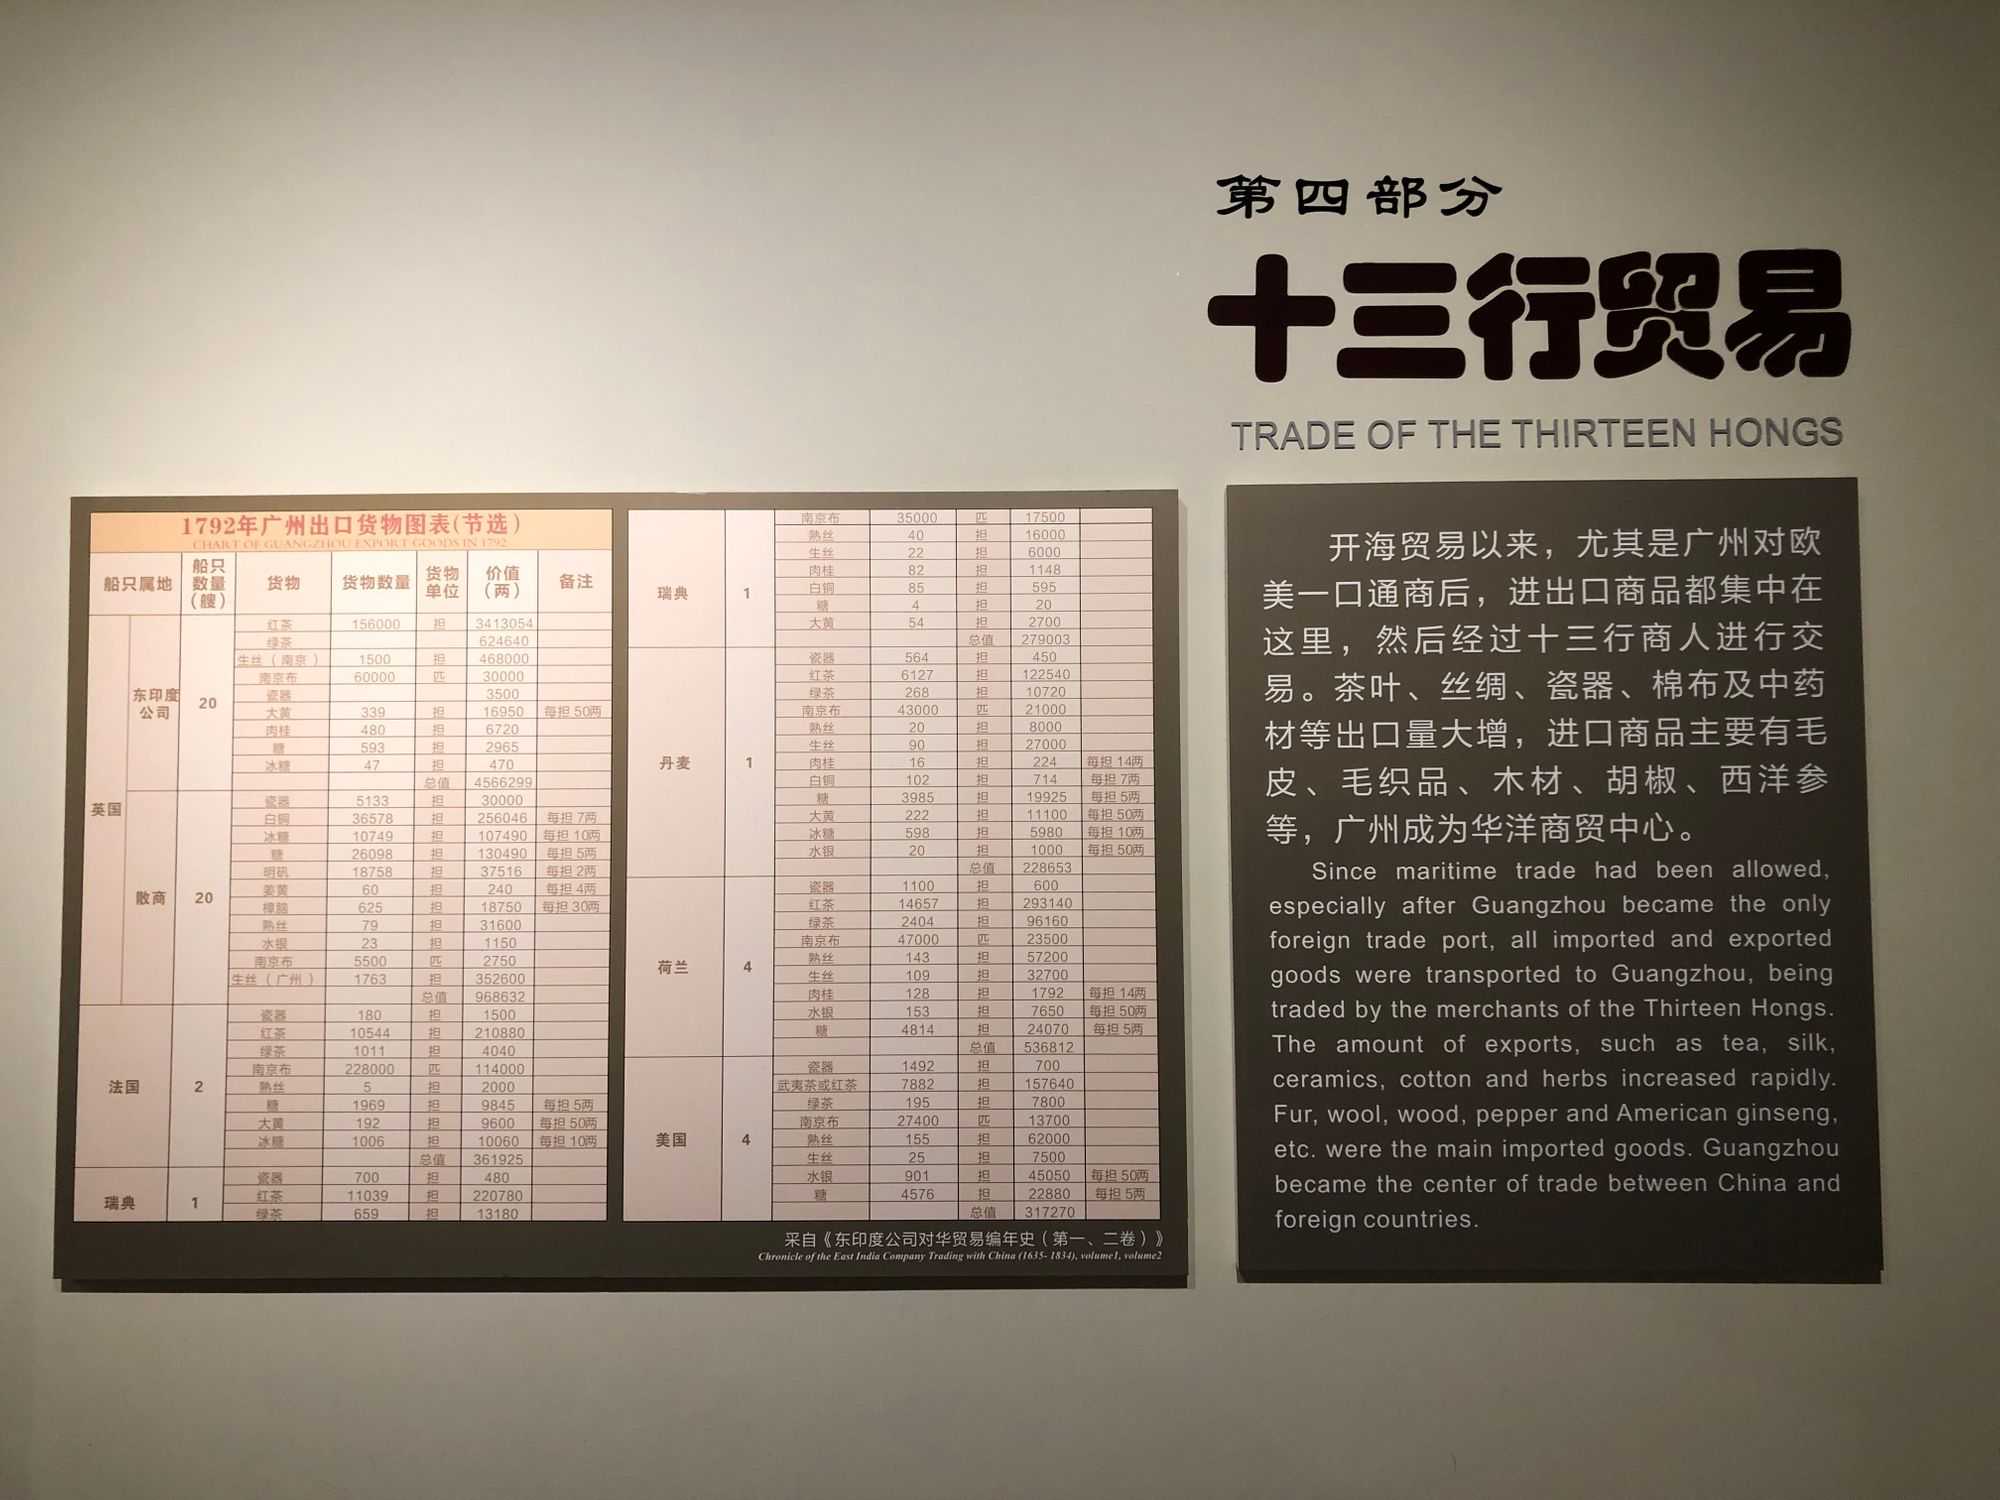 第四部分
十三行贸易
TRADE OF THE THIRTEEN HONGS
1792年广州出口货物图表(节选)
CHART OF GUANGZHOU EXPORT GOODS IN 1792
船只属地 船只数量(艘) 货物 货物数量 货物单位 价值(两) 备注
英国 东印度公司 20 红茶 156000 担 3413054
绿茶 624640
生丝(南京) 1500 担 468000
南京布 60000 匹 30000
瓷器 3500
大黄 339 担 16950 每担 50两
肉桂 480 担 6720
糖 593 担 2965
冰糖 47 担 470
总值 4566299
散商 20 瓷器 5133 担 30000
白铜 36578 担 256046 每担 7两
冰糖 10749 担 107490 每担 10两
糖 26098 担 130490 每担 5两
明矾 18758 担 37516 每担 2两
姜黄 60 担 240 每担 4两
樟脑 625 担 18750 每担 30两
熟丝 79 担 31600
水银 23 担 1150
南京布 5500 匹 2750
生丝(广州) 1763 担 352600
总值 968632
法国 2 瓷器 180 担 1500
红茶 10544 担 210880
绿茶 1011 担 4040
南京布 228000 匹 114000
熟丝 5 担 2000
糖 1969 担 9845 每担 5两
大黄 192 担 9600 每担 50两
冰糖 1006 担 10060 每担 10两
总值 361925
瑞典 1 瓷器 700 担 480
红茶 11039 担 220780
绿茶 659 担 13180
瑞典 1 南京布 35000 匹 17500
熟丝 40 担 16000
生丝 22 担 6000
肉桂 82 担 1148
白铜 85 担 595
糖 4 担 20
大黄 54 担 2700
总值 279003
丹麦 1 瓷器 564 担 450
红茶 6127 担 122540
绿茶 268 担 10720
南京布 43000 匹 21000
熟丝 20 担 8000
生丝 90 担 27000
肉桂 16 担 224 每担 14两
白铜 102 担 714 每担 7两
糖 3985 担 19925 每担 5两
大黄 222 担 11100 每担 50两
冰糖 598 担 5980 每担 10两
水银 20 担 1000 每担 50两
总值 228653
荷兰 4 瓷器 1100 担 600
红茶 14657 担 293140
绿茶 2404 担 96160
南京布 47000 匹 23500
熟丝 143 担 57200
生丝 109 担 32700
肉桂 128 担 1792 每担 14两
水银 153 担 7650 每担 50两
糖 4814 担 24070 每担 5两
总值 536812
美国 4 瓷器 1492 担 700
武夷茶或红茶 7882 担 157640
绿茶 195 担 7800
南京布 27400 匹 13700
熟丝 155 担 62000
生丝 25 担 7500
水银 901 担 45050 每担 50两
糖 4576 担 22880 每担 5两
总值 317270
采自《东印度公司对华贸易编年史(第一、二卷)》
Chronicle of the East India Company Trading with China (1635- 1834), volume1, volume2
开海贸易以来，尤其是广州对欧
美一口通商后，进出口商品都集中在
这里，然后经过十三行商人进行交
易。茶叶、丝绸、瓷器、棉布及中药
材等出口量大增，进口商品主要有毛
皮、毛织品、木材、胡椒、西洋参
等，广州成为华洋商贸中心。
Since maritime trade had been allowed,
especially after Guangzhou became the only
foreign trade port, all imported and exported
goods were transported to Guangzhou, being
traded by the merchants of the Thirteen Hongs.
The amount of exports, such as tea, silk,
ceramics, cotton and herbs increased rapidly.
Fur, wool, wood, pepper and American ginseng,
etc. were the main imported goods. Guangzhou
became the center of trade between China and
foreign countries.